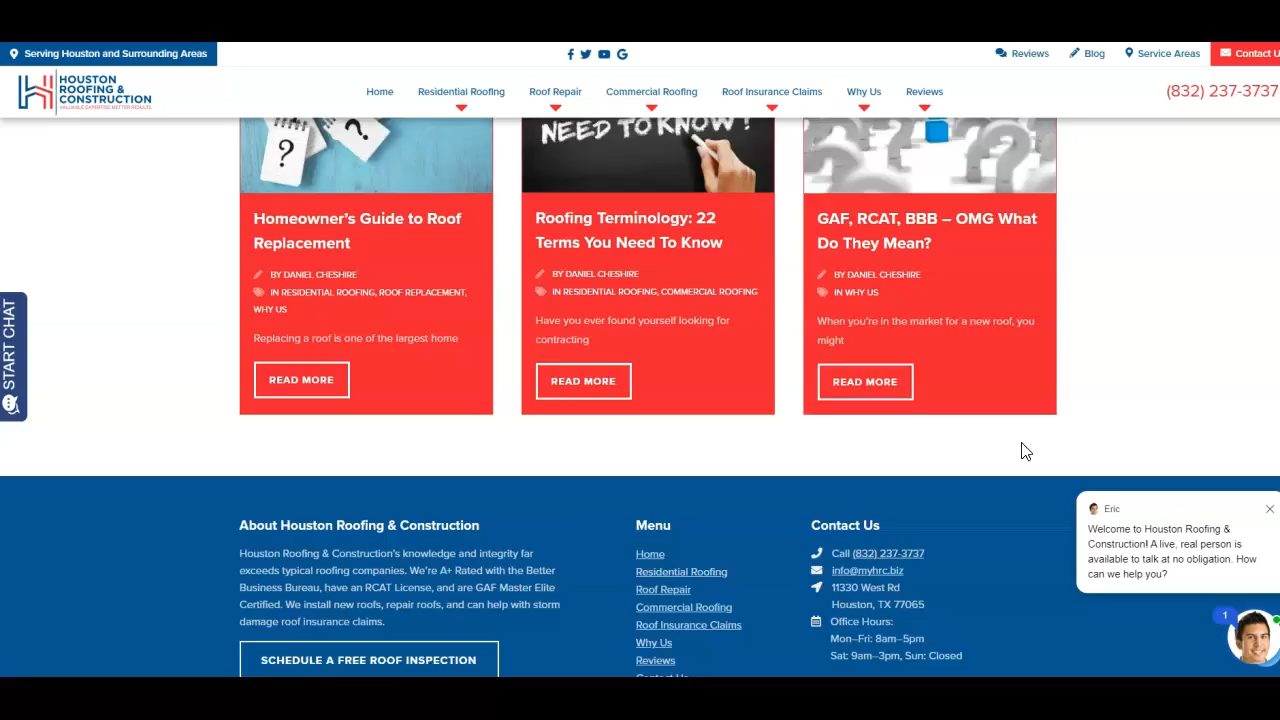 Serving Houston and Surrounding Areas
Reviews
Blog
Service Areas
Contact U
HOUSTON
ROOFING &
CONSTRUCTION
VALUABLE EXPERTISE BETTER RESULTS
Home
Residential Roofing
Roof Repair
Commercial Roofing
Roof Insurance Claims
Why Us
Reviews
(832) 237-3737
?
?
NEED TO KNOW!
Homeowner's Guide to Roof
Replacement
BY DANIEL CHESHIRE
IN RESIDENTIAL ROOFING, ROOF REPLACEMENT,
WHY US
Replacing a roof is one of the largest home
READ MORE
Roofing Terminology: 22
Terms You Need To Know
BY DANIEL CHESHIRE
IN RESIDENTIAL ROOFING, COMMERCIAL ROOFING
Have you ever found yourself looking for
contracting
READ MORE
GAF, RCAT, BBB – OMG What
Do They Mean?
BY DANIEL CHESHIRE
IN WHY US
When you're in the market for a new roof, you
might
READ MORE
START CHAT
About Houston Roofing & Construction
Houston Roofing & Construction's knowledge and integrity far
exceeds typical roofing companies. We're A+ Rated with the Better
Business Bureau, have an RCAT License, and are GAF Master Elite
Certified. We install new roofs, repair roofs, and can help with storm
damage roof insurance claims.
SCHEDULE A FREE ROOF INSPECTION
Menu
Home
Residential Roofing
Roof Repair
Commercial Roofing
Roof Insurance Claims
Why Us
Reviews
Contact Us
Contact Us
Call (832) 237-3737
info@myhrc.biz
11330 West Rd
Houston, TX 77065
Office Hours:
Mon–Fri: 8am–5pm
Sat: 9am–3pm, Sun: Closed
Eric
Welcome to Houston Roofing &
Construction! A live, real person is
available to talk at no obligation. How
can we help you?
1